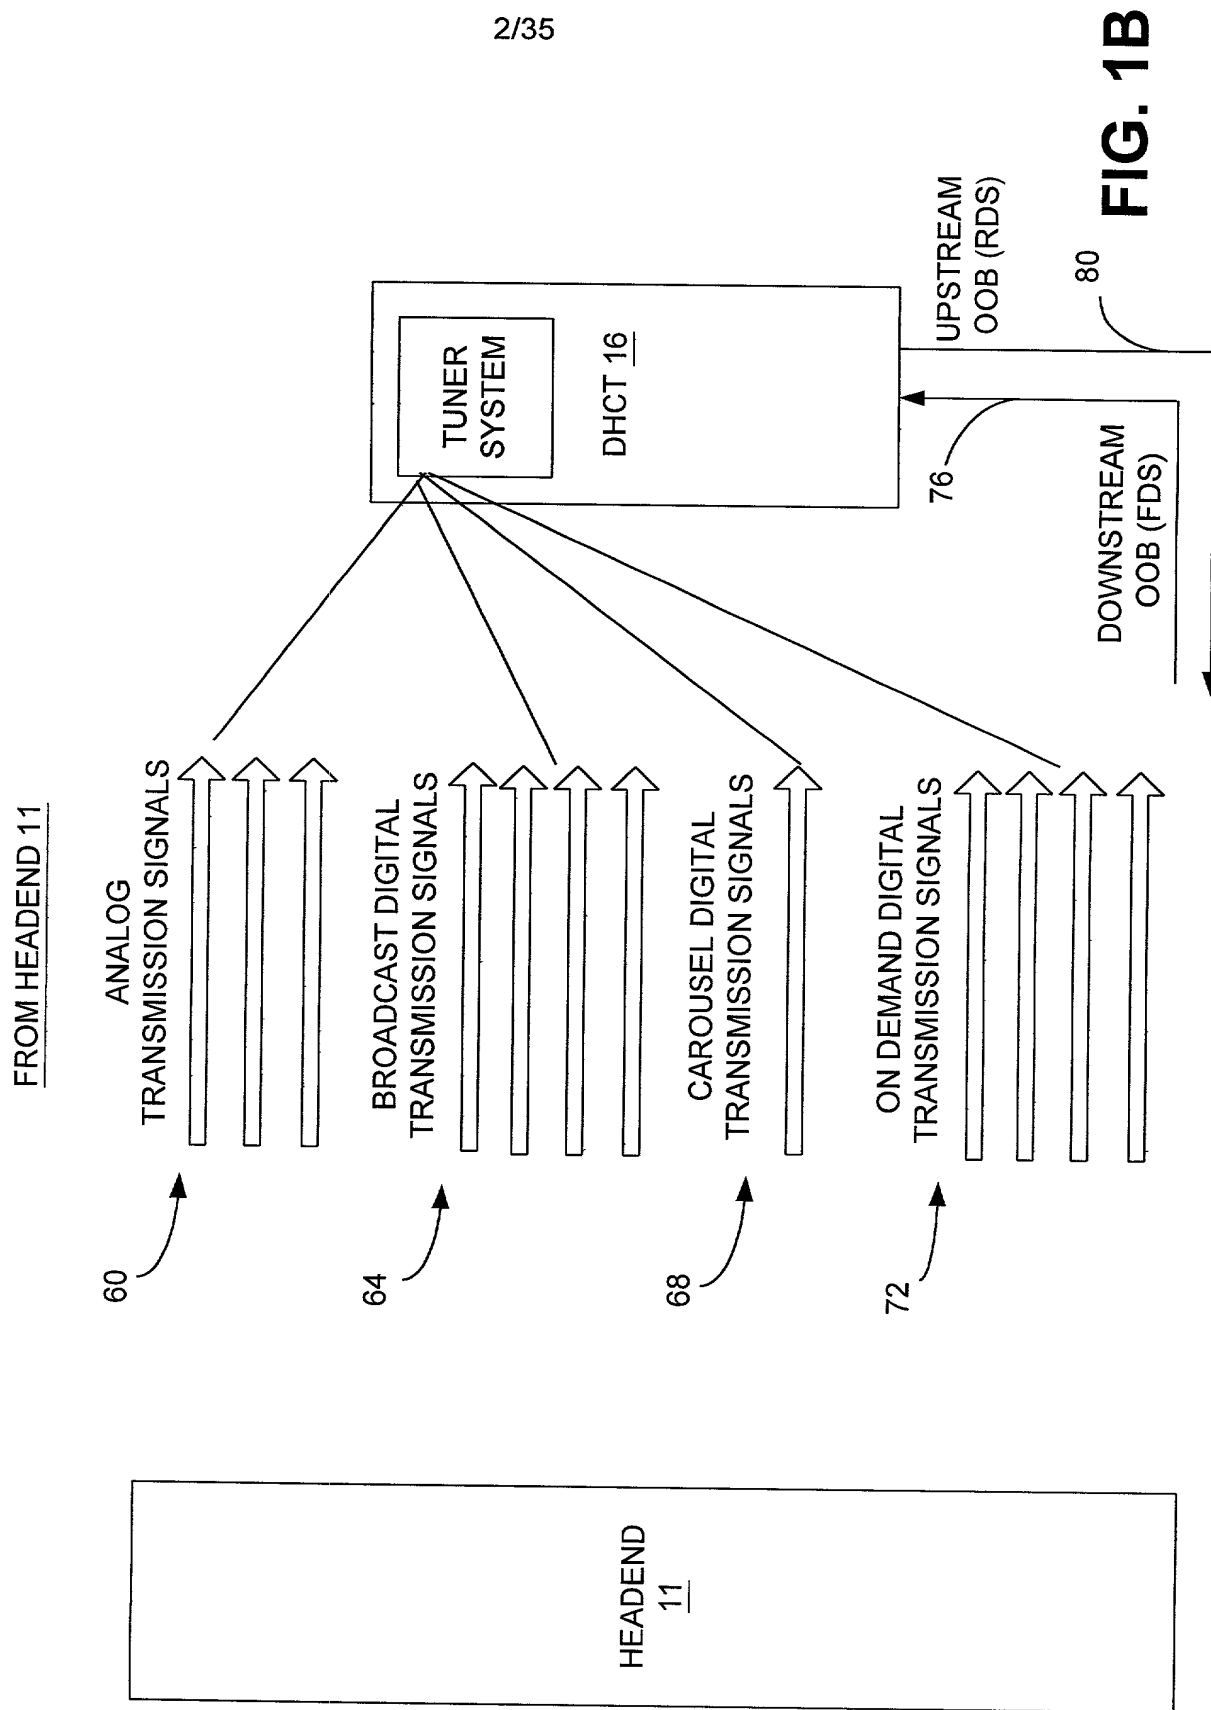 2/35
FROM HEADEND 11
HEADEND
11
60
ANALOG
TRANSMISSION SIGNALS
64
BROADCAST DIGITAL
TRANSMISSION SIGNALS
68
CAROUSEL DIGITAL
TRANSMISSION SIGNALS
72
ON DEMAND DIGITAL
TRANSMISSION SIGNALS
TUNER
SYSTEM
DHCT 16
76
DOWNSTREAM
OOB (FDS)
UPSTREAM
OOB (RDS)
80
FIG. 1B